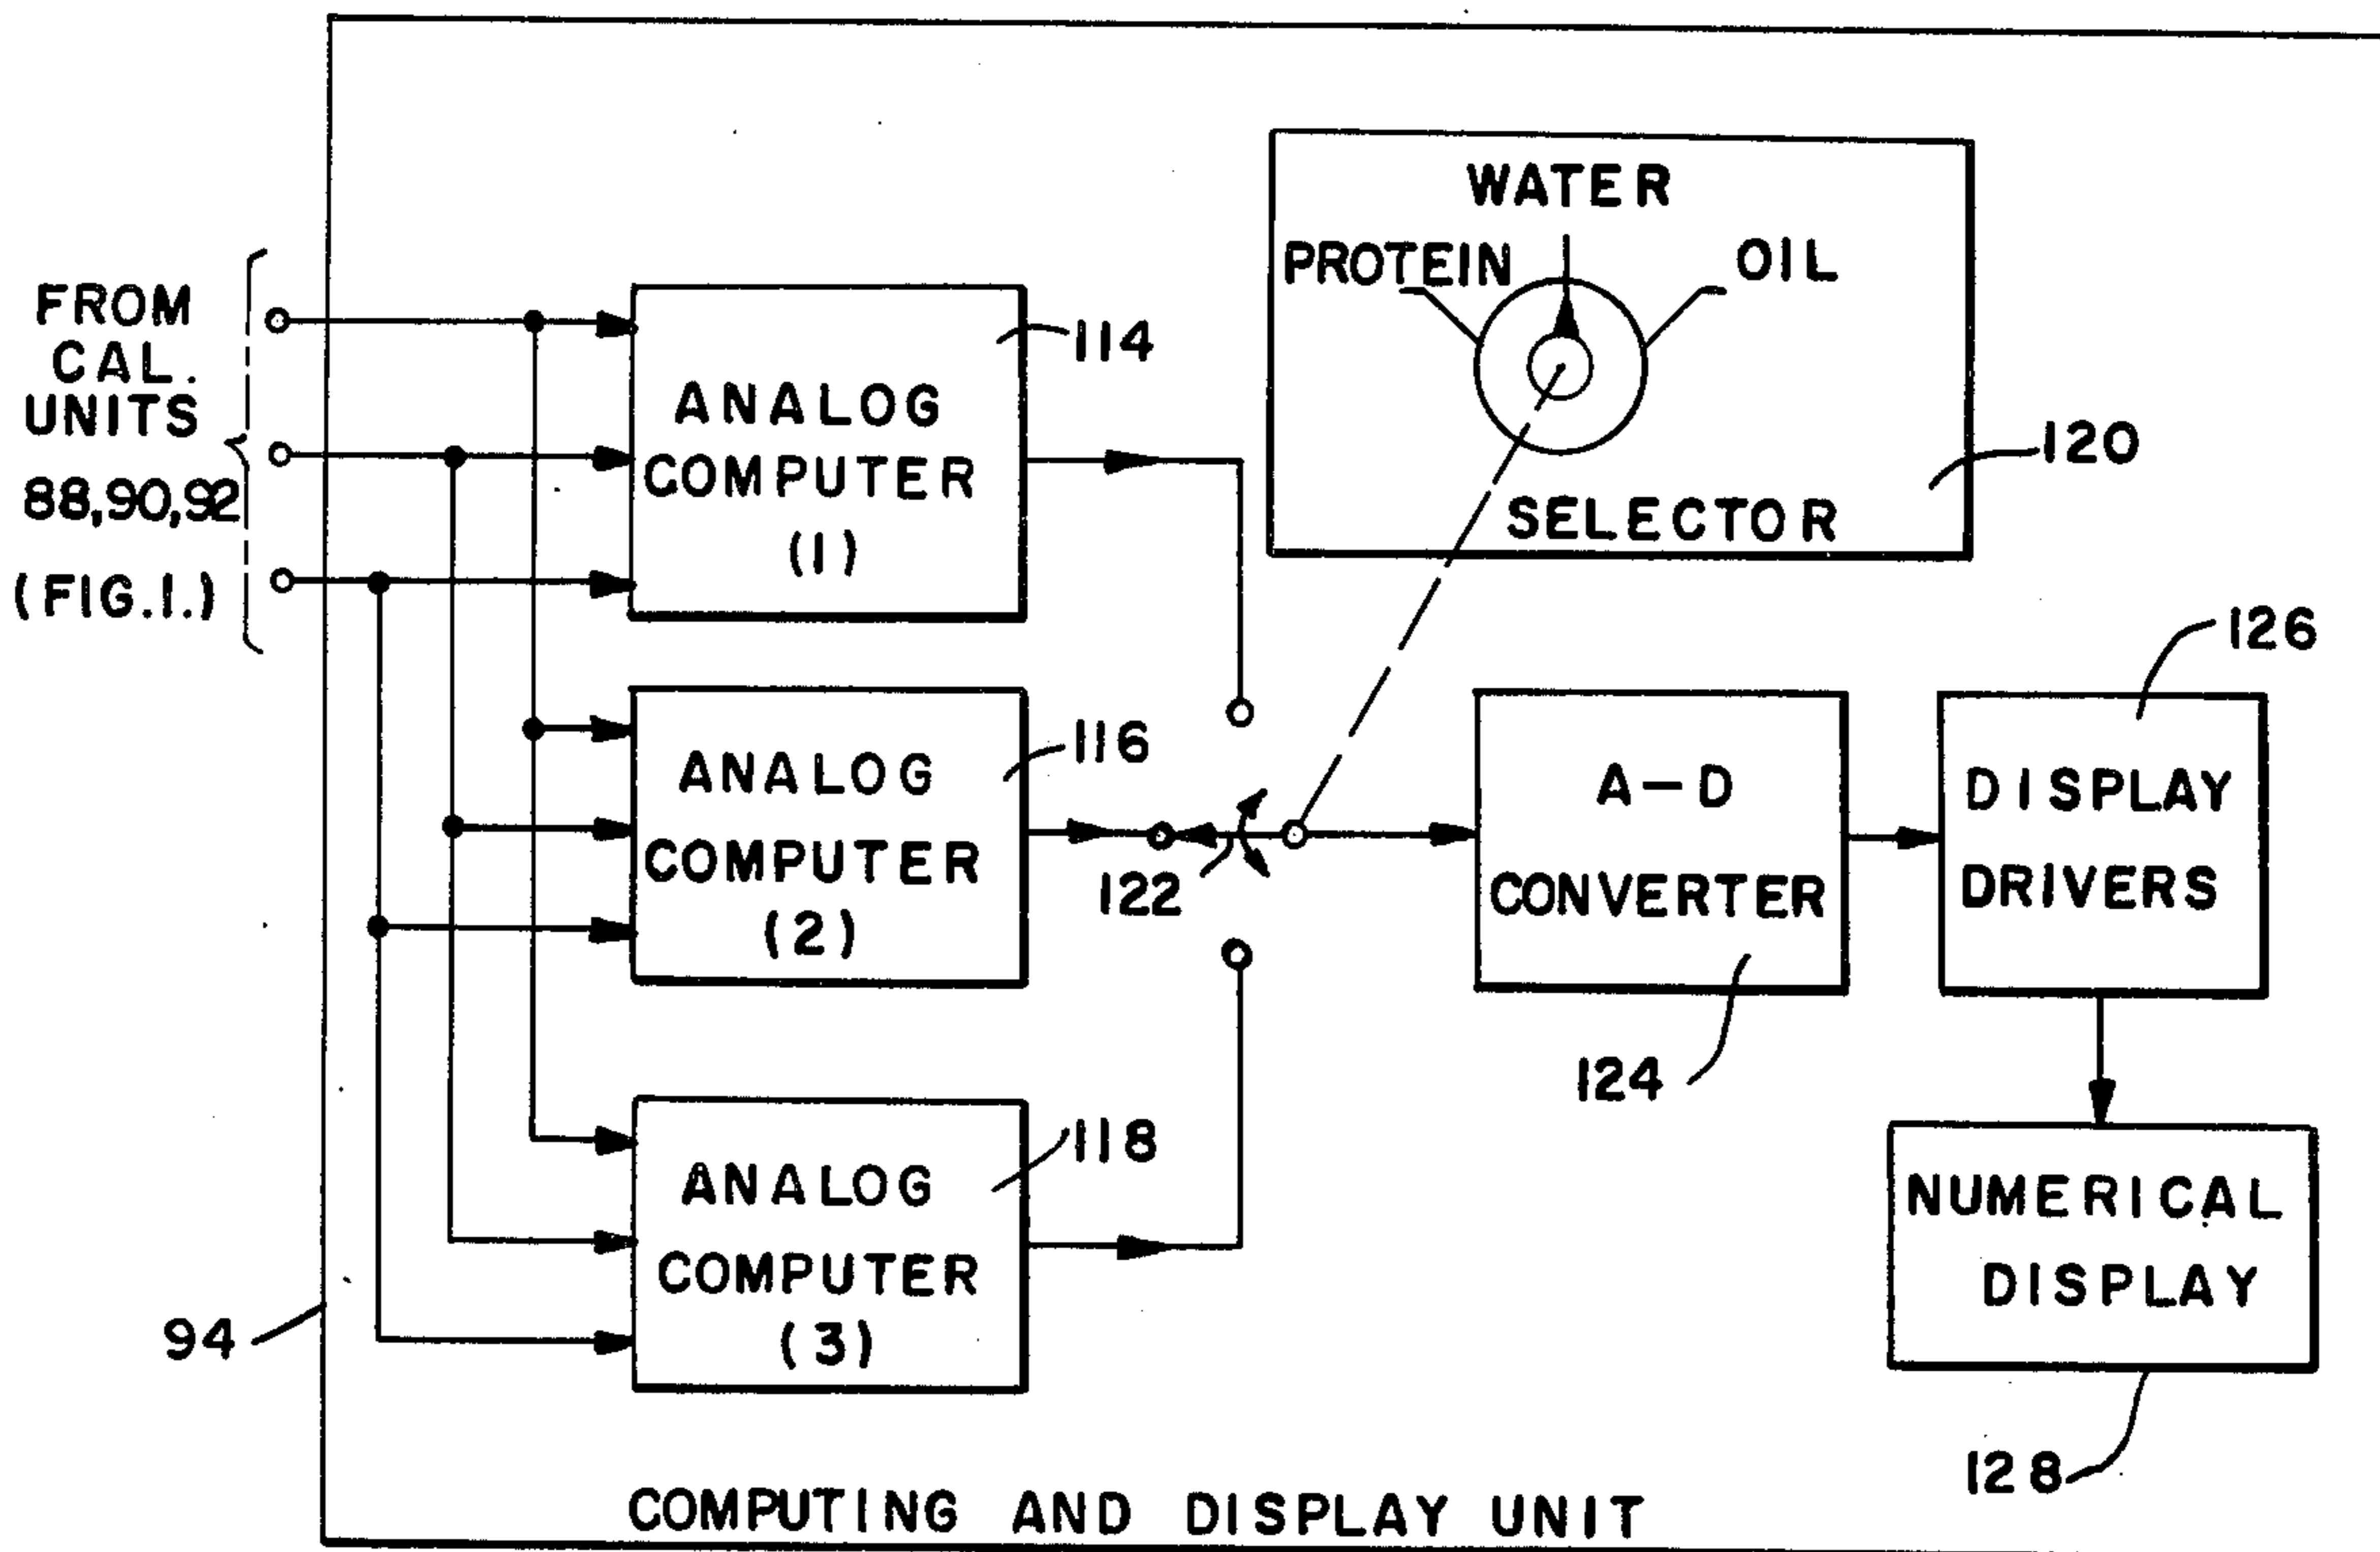 FROM
CAL.
UNITS
88,90,92
(FIG.1.)
ANALOG
COMPUTER
(1)
114
WATER
PROTEIN
OIL
SELECTOR
120
ANALOG
COMPUTER
(2)
116
122
A-D
CONVERTER
124
DISPLAY
DRIVERS
126
ANALOG
COMPUTER
(3)
118
NUMERICAL
DISPLAY
128
94
COMPUTING AND DISPLAY UNIT